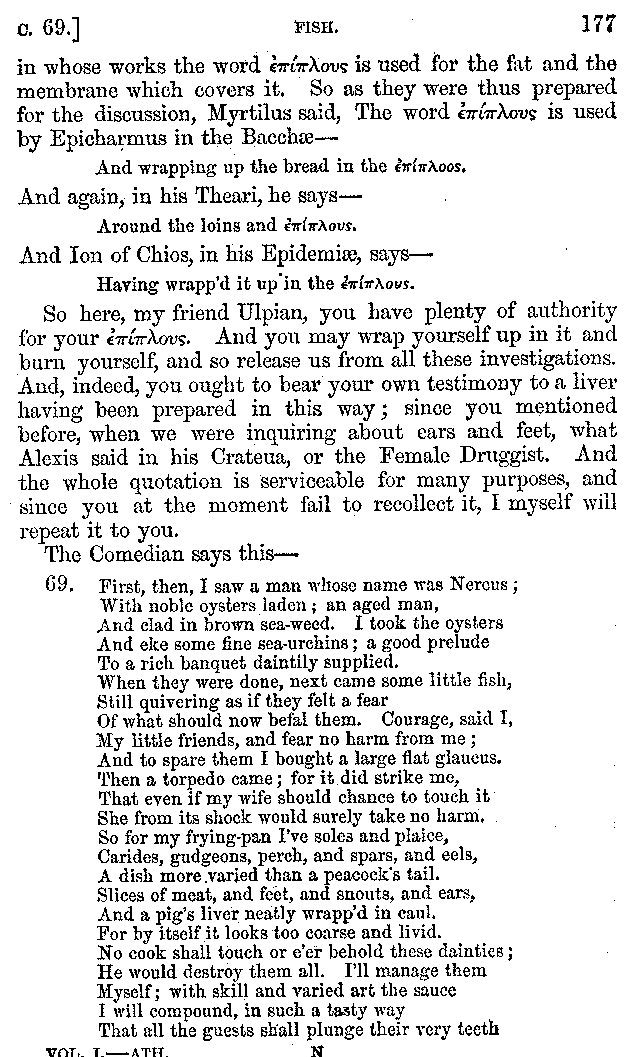 C. 69.] FISH. 177
in whose works the word ἐπίπλους is used for the fat and the
membrane which covers it. So as they were thus prepared
for the discussion, Myrtilus said, The word ἐπίπλους is used
by Epicharmus in the Bacchæ—
And wrapping up the bread in the ἐπίπλοος.
And again, in his Theari, he says—
Around the loins and ἐπίπλους.
And Ion of Chios, in his Epidemiæ, says—
Having wrapp'd it up in the ἐπίπλους.
So here, my friend Ulpian, you have plenty of authority
for your ἐπίπλους. And you may wrap yourself up in it and
burn yourself, and so release us from all these investigations.
And, indeed, you ought to bear your own testimony to a liver
having been prepared in this way; since you mentioned
before, when we were inquiring about ears and feet, what
Alexis said in his Crateua, or the Female Druggist. And
the whole quotation is serviceable for many purposes, and
since you at the moment fail to recollect it, I myself will
repeat it to you.
The Comedian says this—
69. First, then, I saw a man whose name was Nereus;
With noble oysters laden; an aged man,
And clad in brown sea-weed. I took the oysters
And eke some fine sea-urchins; a good prelude
To a rich banquet daintily supplied.
When they were done, next came some little fish,
Still quivering as if they felt a fear
Of what should now befal them. Courage, said I,
My little friends, and fear no harm from me;
And to spare them I bought a large flat glaucus.
Then a torpedo came; for it did strike me,
That even if my wife should chance to touch it
She from its shock would surely take no harm.
So for my frying-pan I've soles and plaice,
Carides, gudgeons, perch, and spars, and eels,
A dish more varied than a peacock's tail.
Slices of meat, and feet, and snouts, and ears,
And a pig's liver neatly wrapp'd in caul.
For by itself it looks too coarse and livid.
No cook shall touch or e'er behold these dainties;
He would destroy them all. I'll manage them
Myself; with skill and varied art the sauce
I will compound, in such a tasty way
That all the guests shall plunge their very teeth
VOL. I.—ATH. N